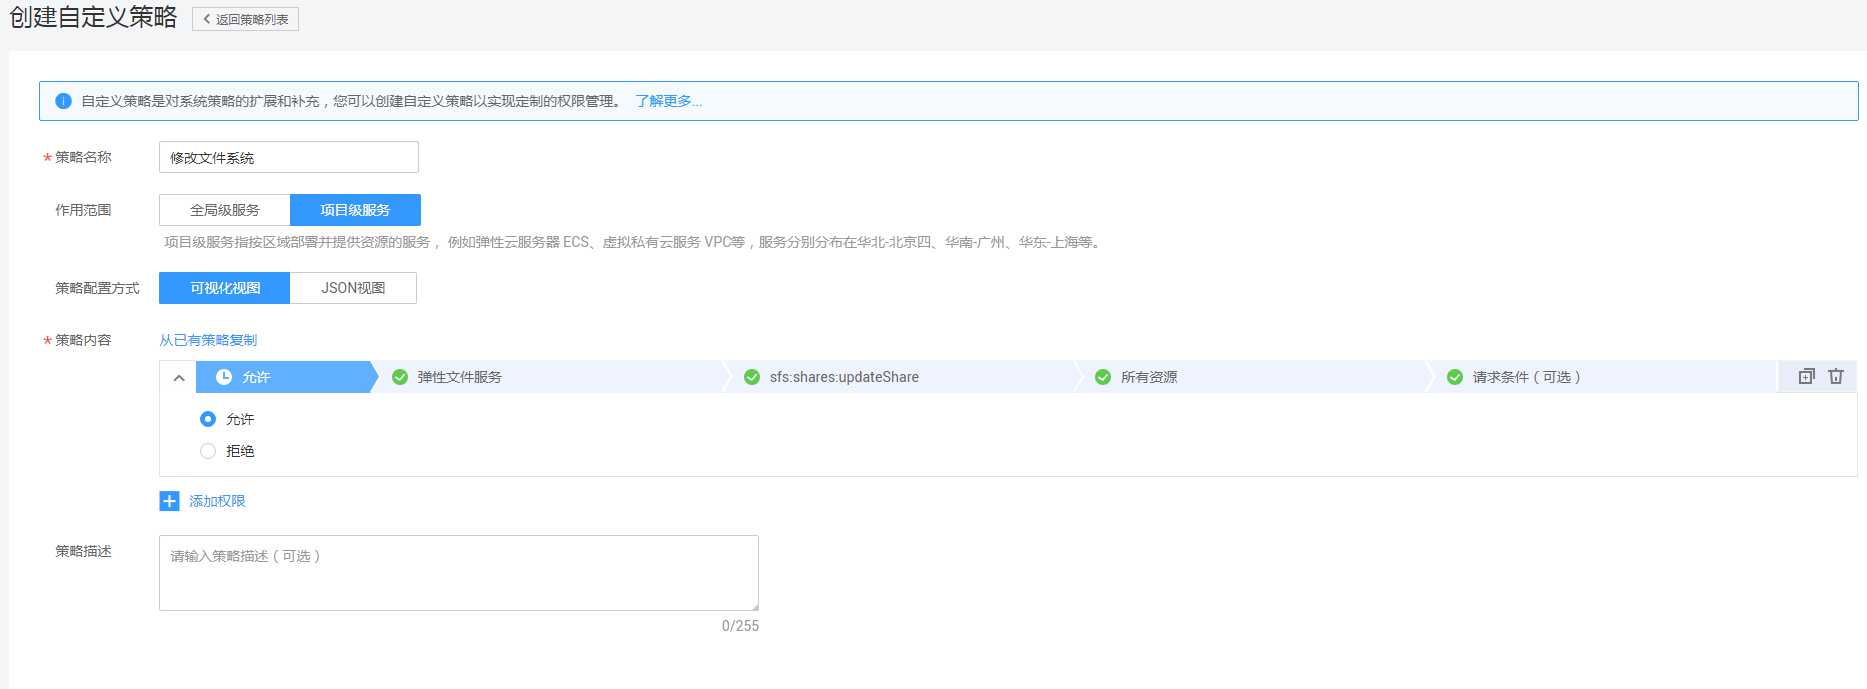 创建自定义策略 返回策略列表
自定义策略是对系统策略的扩展和补充，您可以创建自定义策略以实现定制的权限管理。 了解更多...
* 策略名称 修改文件系统
作用范围 全局级服务 项目级服务
项目级服务指按区域部署并提供资源的服务， 例如弹性云服务器 ECS、虚拟私有云服务 VPC等，服务分别分布在华北-北京四、华南-广州、华东-上海等。
策略配置方式 可视化视图 JSON视图
* 策略内容 从已有策略复制
允许 弹性文件服务 sfs:shares:updateShare 所有资源 请求条件（可选）
允许
拒绝
添加权限
策略描述 请输入策略描述（可选）
0/255